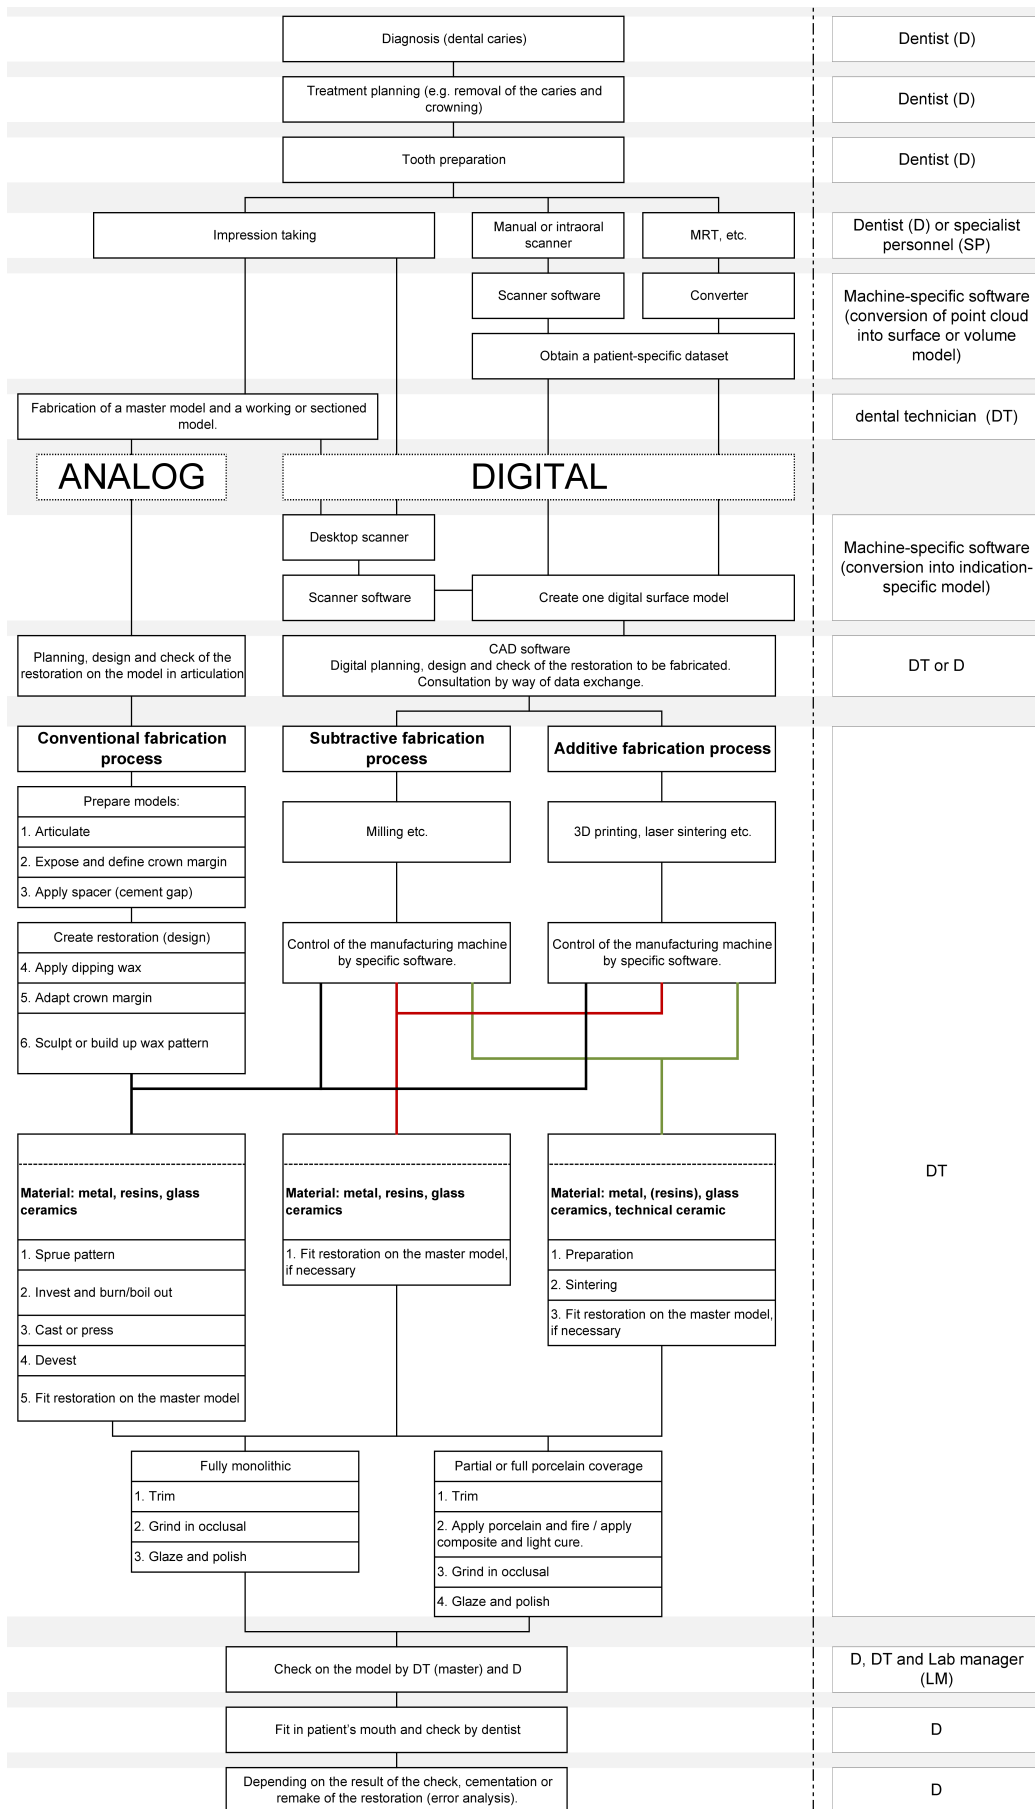 Diagnosis (dental caries)
Dentist (D)
Treatment planning (e.g. removal of the caries and
crowning)
Dentist (D)
Tooth preparation
Dentist (D)
Impression taking
Manual or intraoral
scanner
MRT, etc.
Dentist (D) or specialist
personnel (SP)
Scanner software
Converter
Obtain a patient-specific dataset
Machine-specific software
(conversion of point cloud
into surface or volume
model)
Fabrication of a master model and a working or sectioned
model.
dental technician  (DT)
ANALOG
DIGITAL
Desktop scanner
Scanner software
Create one digital surface model
Machine-specific software
(conversion into indication-
specific model)
Planning, design and check of the
restoration on the model in articulation
CAD software
Digital planning, design and check of the restoration to be fabricated.
Consultation by way of data exchange.
DT or D
Conventional fabrication
process
Subtractive fabrication
process
Additive fabrication process
Prepare models:
1. Articulate
2. Expose and define crown margin
3. Apply spacer (cement gap)
Milling etc.
3D printing, laser sintering etc.
Create restoration (design)
4. Apply dipping wax
5. Adapt crown margin
6. Sculpt or build up wax pattern
Control of the manufacturing machine
by specific software.
Control of the manufacturing machine
by specific software.
DT
Material: metal, resins, glass
ceramics
1. Sprue pattern
2. Invest and burn/boil out
3. Cast or press
4. Devest
5. Fit restoration on the master model
Material: metal, resins, glass
ceramics
1. Fit restoration on the master model,
if necessary
Material: metal, (resins), glass
ceramics, technical ceramic
1. Preparation
2. Sintering
3. Fit restoration on the master model,
if necessary
Fully monolithic
1. Trim
2. Grind in occlusal
3. Glaze and polish
Partial or full porcelain coverage
1. Trim
2. Apply porcelain and fire / apply
composite and light cure.
3. Grind in occlusal
4. Glaze and polish
Check on the model by DT (master) and D
D, DT and Lab manager
(LM)
Fit in patient's mouth and check by dentist
D
Depending on the result of the check, cementation or
remake of the restoration (error analysis).
D